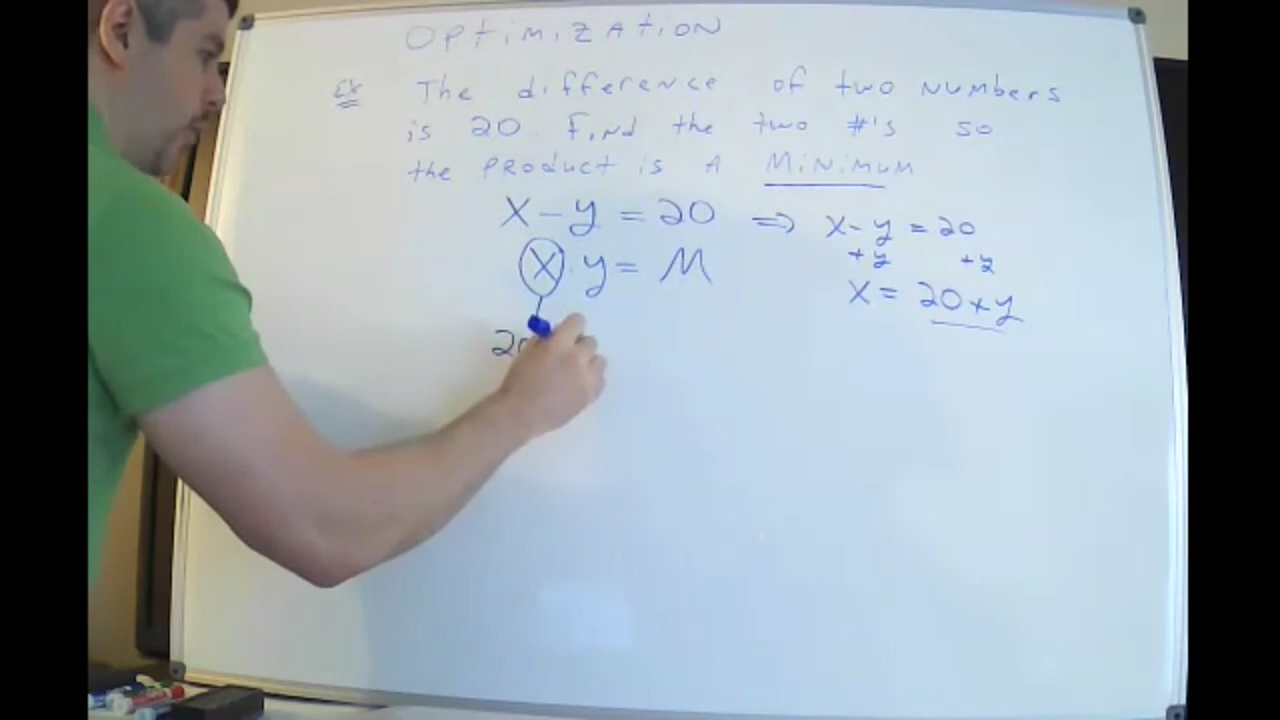 OPtimIZATION
EX The difference of two NUMBERS
is 20 Find the two #'s so
the PRODUCT is A MiNiMUM
X - y = 20 ⇒ X - y = 20
+y +y
X · y = M
X = 20 + y
20